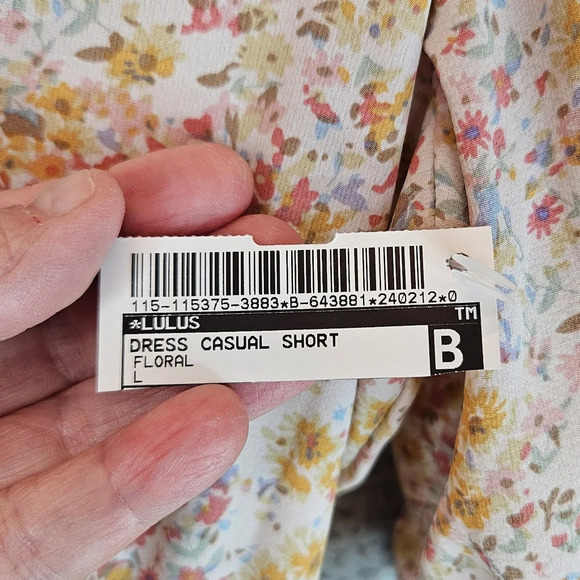 115-115375-3883*B-643881*240212*0
*LULUS TM
DRESS CASUAL SHORT
FLORAL
L
B